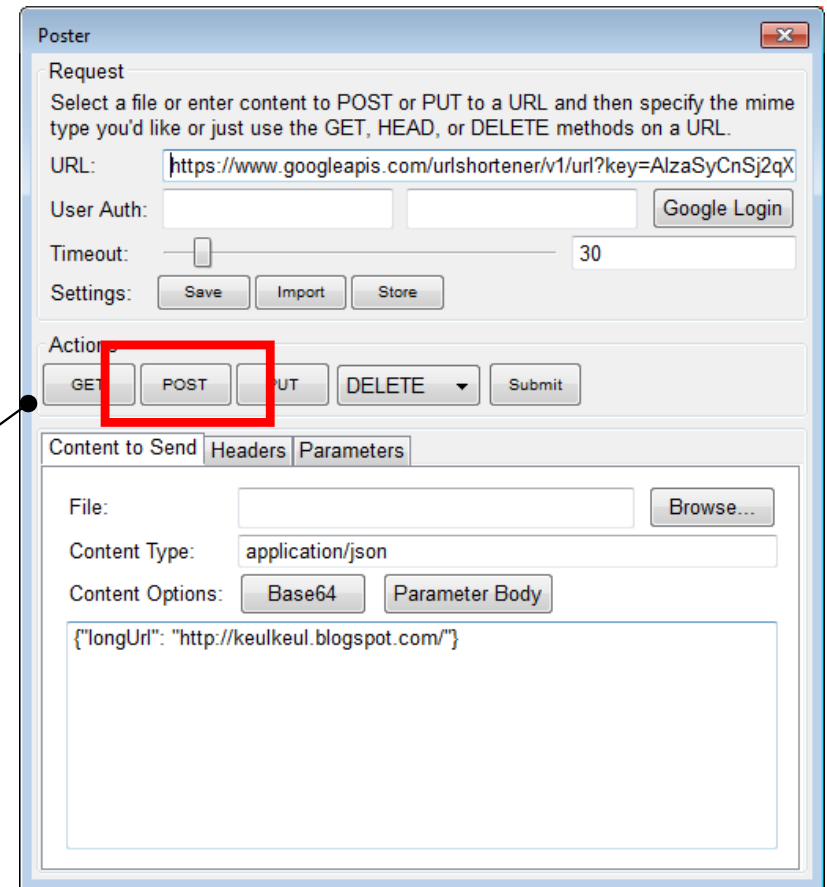 Poster
Request
Select a file or enter content to POST or PUT to a URL and then specify the mime
type you'd like or just use the GET, HEAD, or DELETE methods on a URL.
URL: https://www.googleapis.com/urlshortener/v1/url?key=AIzaSyCnSj2qX
User Auth: Google Login
Timeout: 30
Settings: Save Import Store
Actions
GET POST PUT DELETE Submit
Content to Send Headers Parameters
File: Browse...
Content Type: application/json
Content Options: Base64 Parameter Body
{"longUrl": "http://keulkeul.blogspot.com/"}